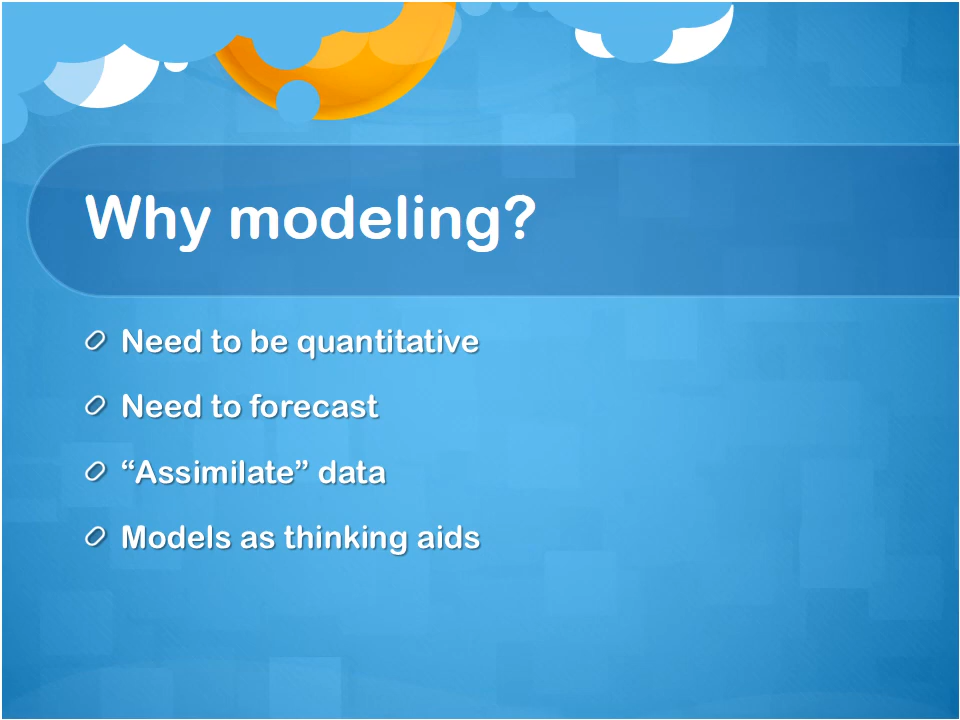 Why modeling?
Need to be quantitative
Need to forecast
“Assimilate” data
Models as thinking aids